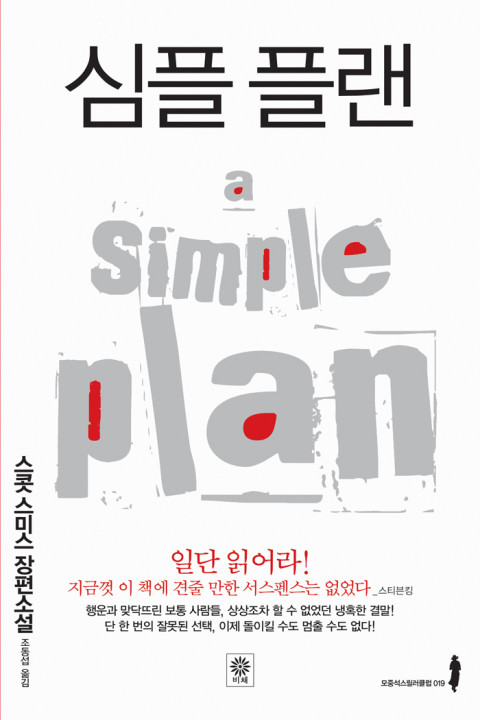 심플 플랜
a
simple
plan
스콧 스미스 장편소설
조동섭 옮김
일단 읽어라!
지금껏 이 책에 견줄 만한 서스펜스는 없었다_스티븐킹
행운과 맞닥뜨린 보통 사람들, 상상조차 할 수 없었던 냉혹한 결말!
단 한 번의 잘못된 선택, 이제 돌이킬 수도 멈출 수도 없다!
비채
모중석스릴러클럽 019